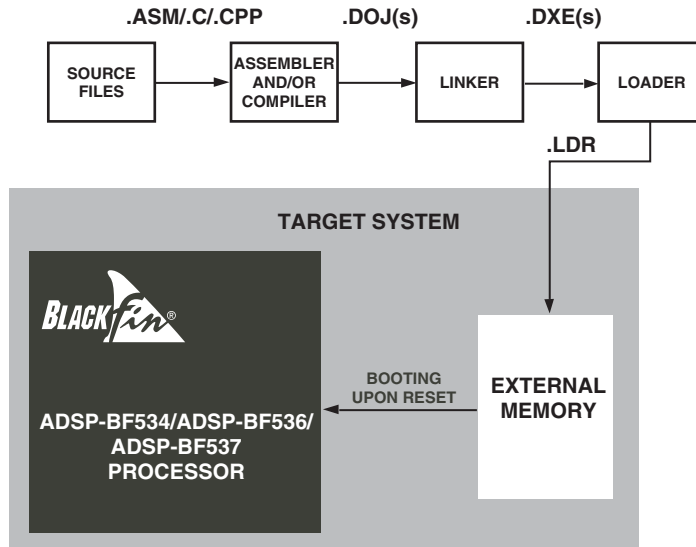 .ASM/.C/.CPP
.DOJ(s)
.DXE(s)
SOURCE
FILES
ASSEMBLER
AND/OR
COMPILER
LINKER
LOADER
.LDR
TARGET SYSTEM
BLACKfin®
BOOTING
UPON RESET
EXTERNAL
MEMORY
ADSP-BF534/ADSP-BF536/
ADSP-BF537
PROCESSOR